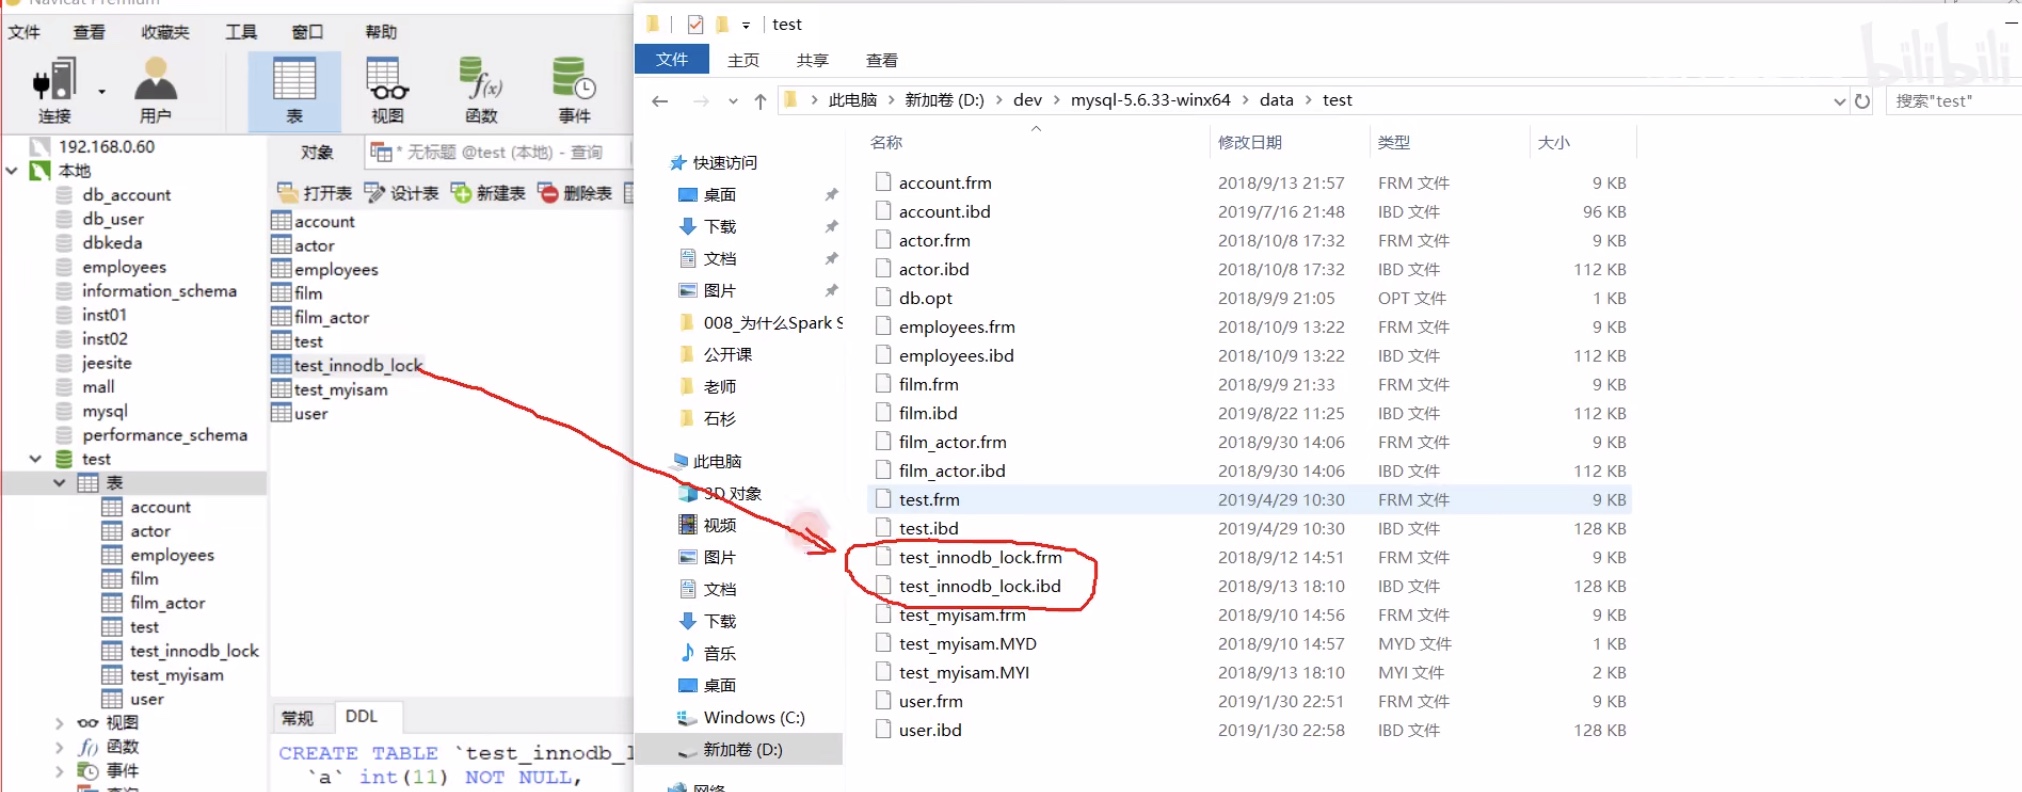 Navicat Premium
文件 查看 收藏夹 工具 窗口 帮助
连接 用户 表 视图 函数 事件
192.168.0.60
本地
db_account
db_user
dbkeda
employees
information_schema
inst01
inst02
jeesite
mall
mysql
performance_schema
test
表
account
actor
employees
film
film_actor
test
test_innodb_lock
test_myisam
user
视图
函数
事件
对象 * 无标题 @test (本地) - 查询
打开表 设计表 新建表 删除表
account
actor
employees
film
film_actor
test
test_innodb_lock
test_myisam
user
常规 DDL
CREATE TABLE `test_innodb_l
`a` int(11) NOT NULL,
test
bilibili
文件 主页 共享 查看
此电脑 > 新加卷 (D:) > dev > mysql-5.6.33-winx64 > data > test
搜索"test"
快速访问
桌面
下载
文档
图片
008_为什么Spark S
公开课
老师
石杉
此电脑
3D 对象
视频
图片
文档
下载
音乐
桌面
Windows (C:)
新加卷 (D:)
网络
名称 修改日期 类型 大小
account.frm 2018/9/13 21:57 FRM 文件 9 KB
account.ibd 2019/7/16 21:48 IBD 文件 96 KB
actor.frm 2018/10/8 17:32 FRM 文件 9 KB
actor.ibd 2018/10/8 17:32 IBD 文件 112 KB
db.opt 2018/9/9 21:05 OPT 文件 1 KB
employees.frm 2018/10/9 13:22 FRM 文件 9 KB
employees.ibd 2018/10/9 13:22 IBD 文件 112 KB
film.frm 2018/9/9 21:33 FRM 文件 9 KB
film.ibd 2019/8/22 11:25 IBD 文件 112 KB
film_actor.frm 2018/9/30 14:06 FRM 文件 9 KB
film_actor.ibd 2018/9/30 14:06 IBD 文件 112 KB
test.frm 2019/4/29 10:30 FRM 文件 9 KB
test.ibd 2019/4/29 10:30 IBD 文件 128 KB
test_innodb_lock.frm 2018/9/12 14:51 FRM 文件 9 KB
test_innodb_lock.ibd 2018/9/13 18:10 IBD 文件 128 KB
test_myisam.frm 2018/9/10 14:56 FRM 文件 9 KB
test_myisam.MYD 2018/9/10 14:57 MYD 文件 1 KB
test_myisam.MYI 2018/9/13 18:10 MYI 文件 2 KB
user.frm 2019/1/30 22:51 FRM 文件 9 KB
user.ibd 2019/1/30 22:58 IBD 文件 128 KB